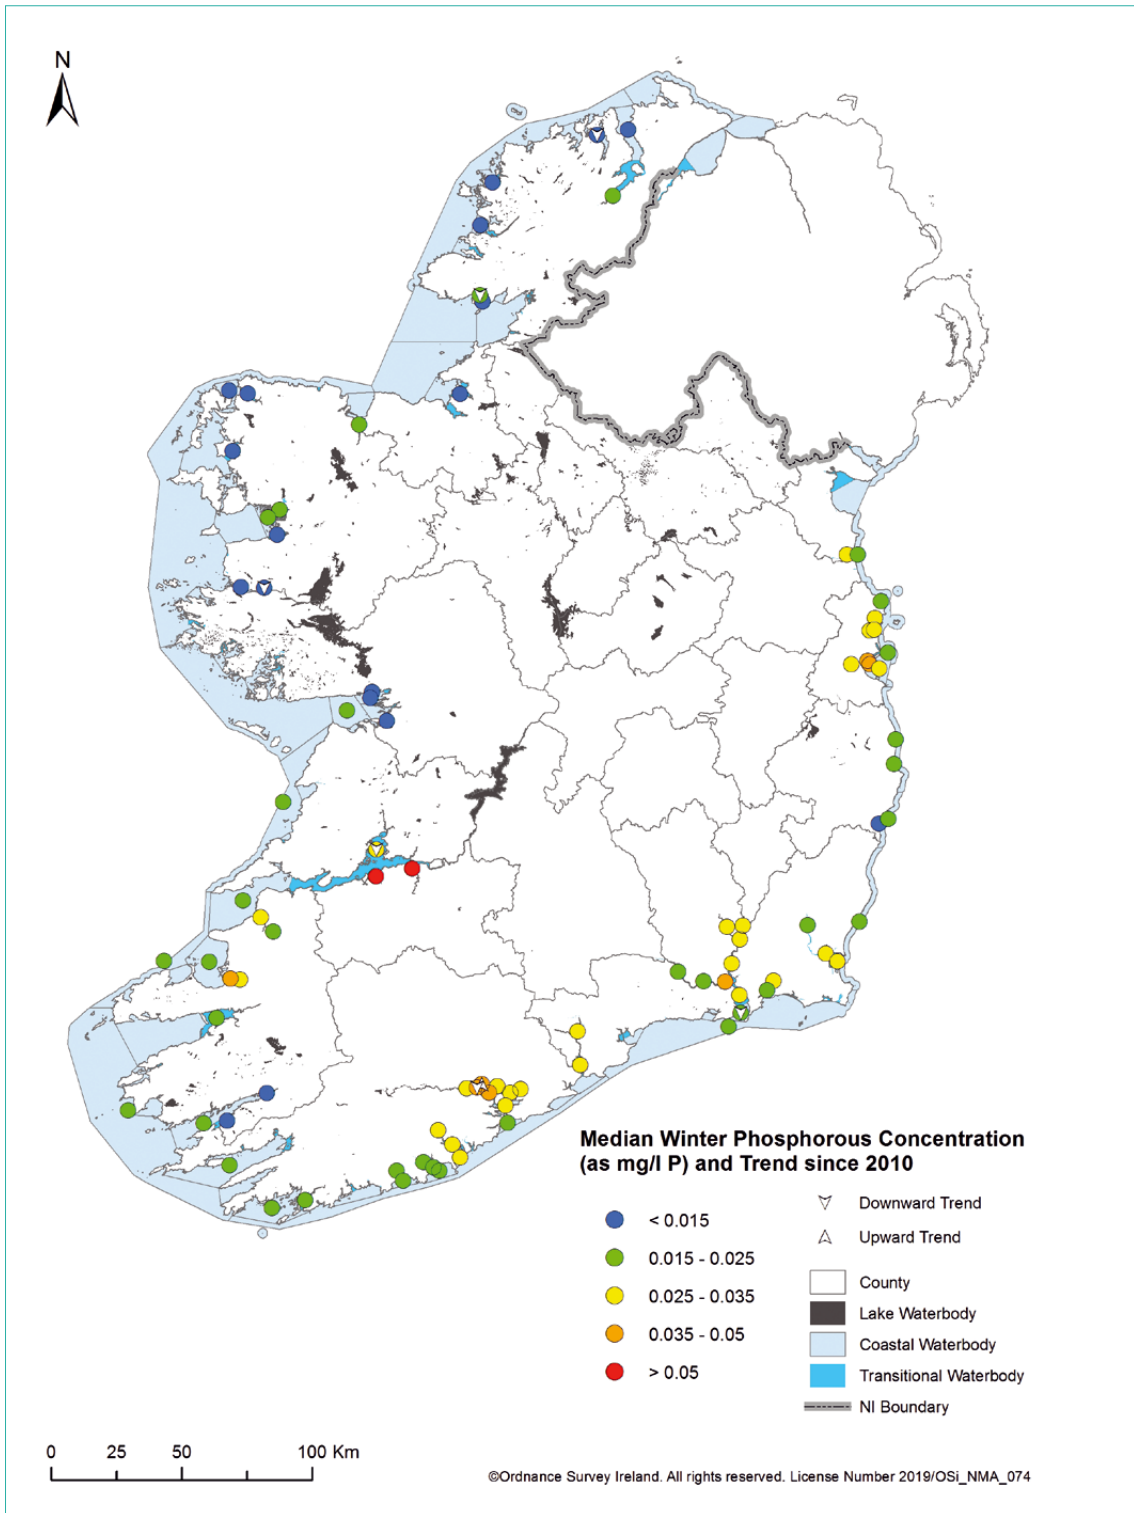 N
Median Winter Phosphorous Concentration
(as mg/l P) and Trend since 2010
< 0.015
0.015 - 0.025
0.025 - 0.035
0.035 - 0.05
> 0.05
Downward Trend
Upward Trend
County
Lake Waterbody
Coastal Waterbody
Transitional Waterbody
NI Boundary
0 25 50 100 Km
©Ordnance Survey Ireland. All rights reserved. License Number 2019/OSi_NMA_074